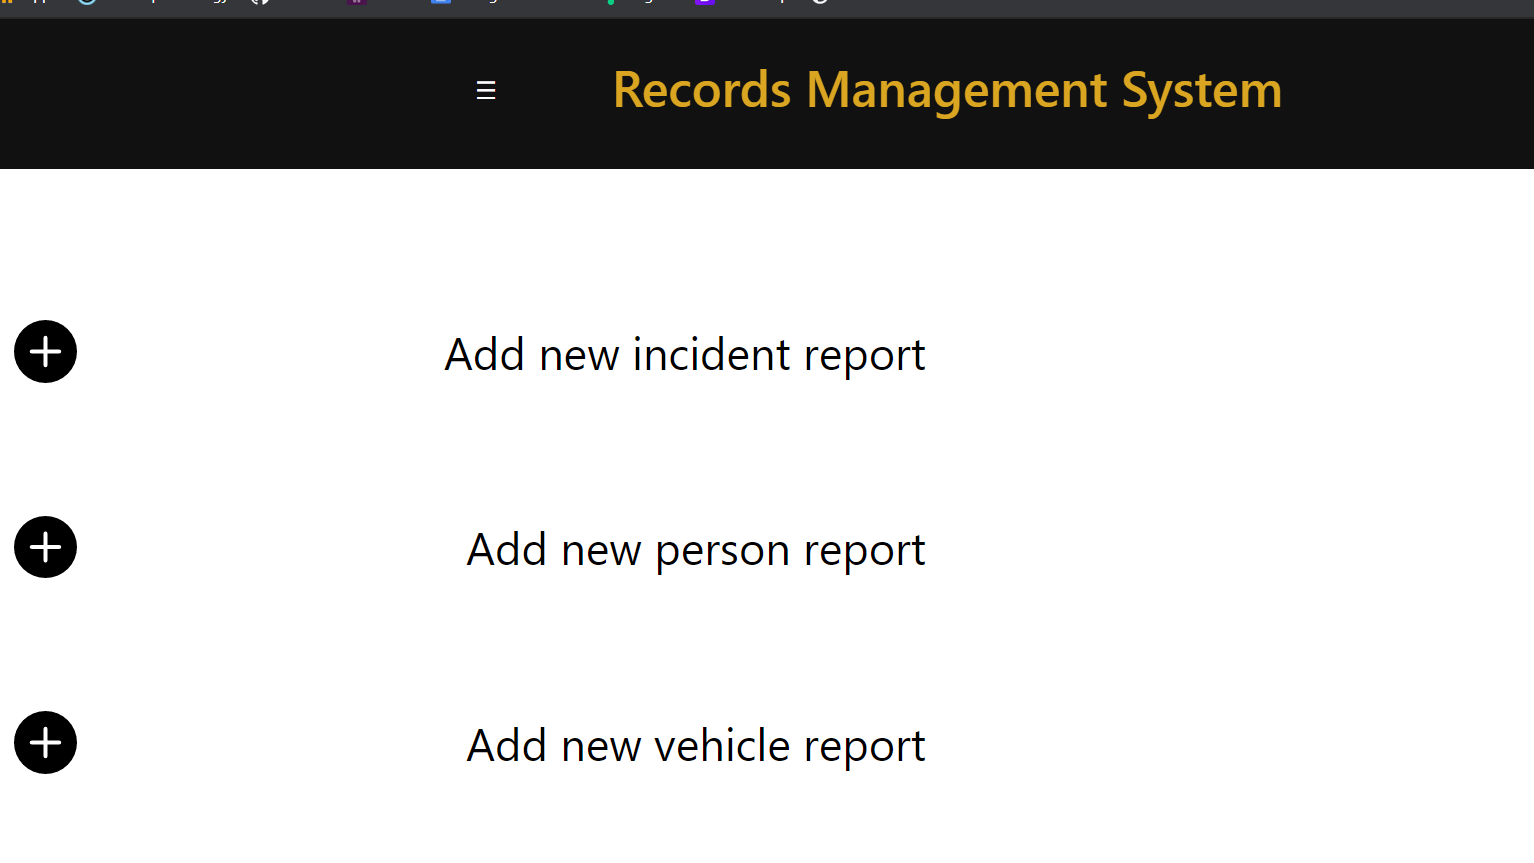 Records Management System
Add new incident report
Add new person report
Add new vehicle report